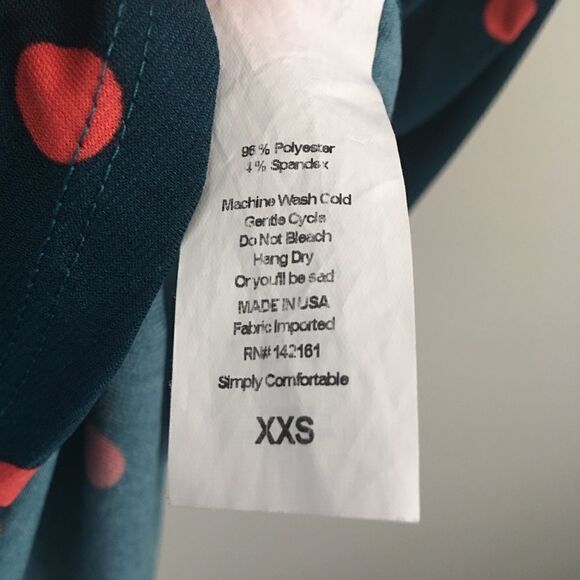 96 % Polyester
4% Spandex
Machine Wash Cold
Gentle Cycle
Do Not Bleach
Hang Dry
Or you'll be sad
MADE IN USA
Fabric Imported
RN# 142161
Simply Comfortable
XXS